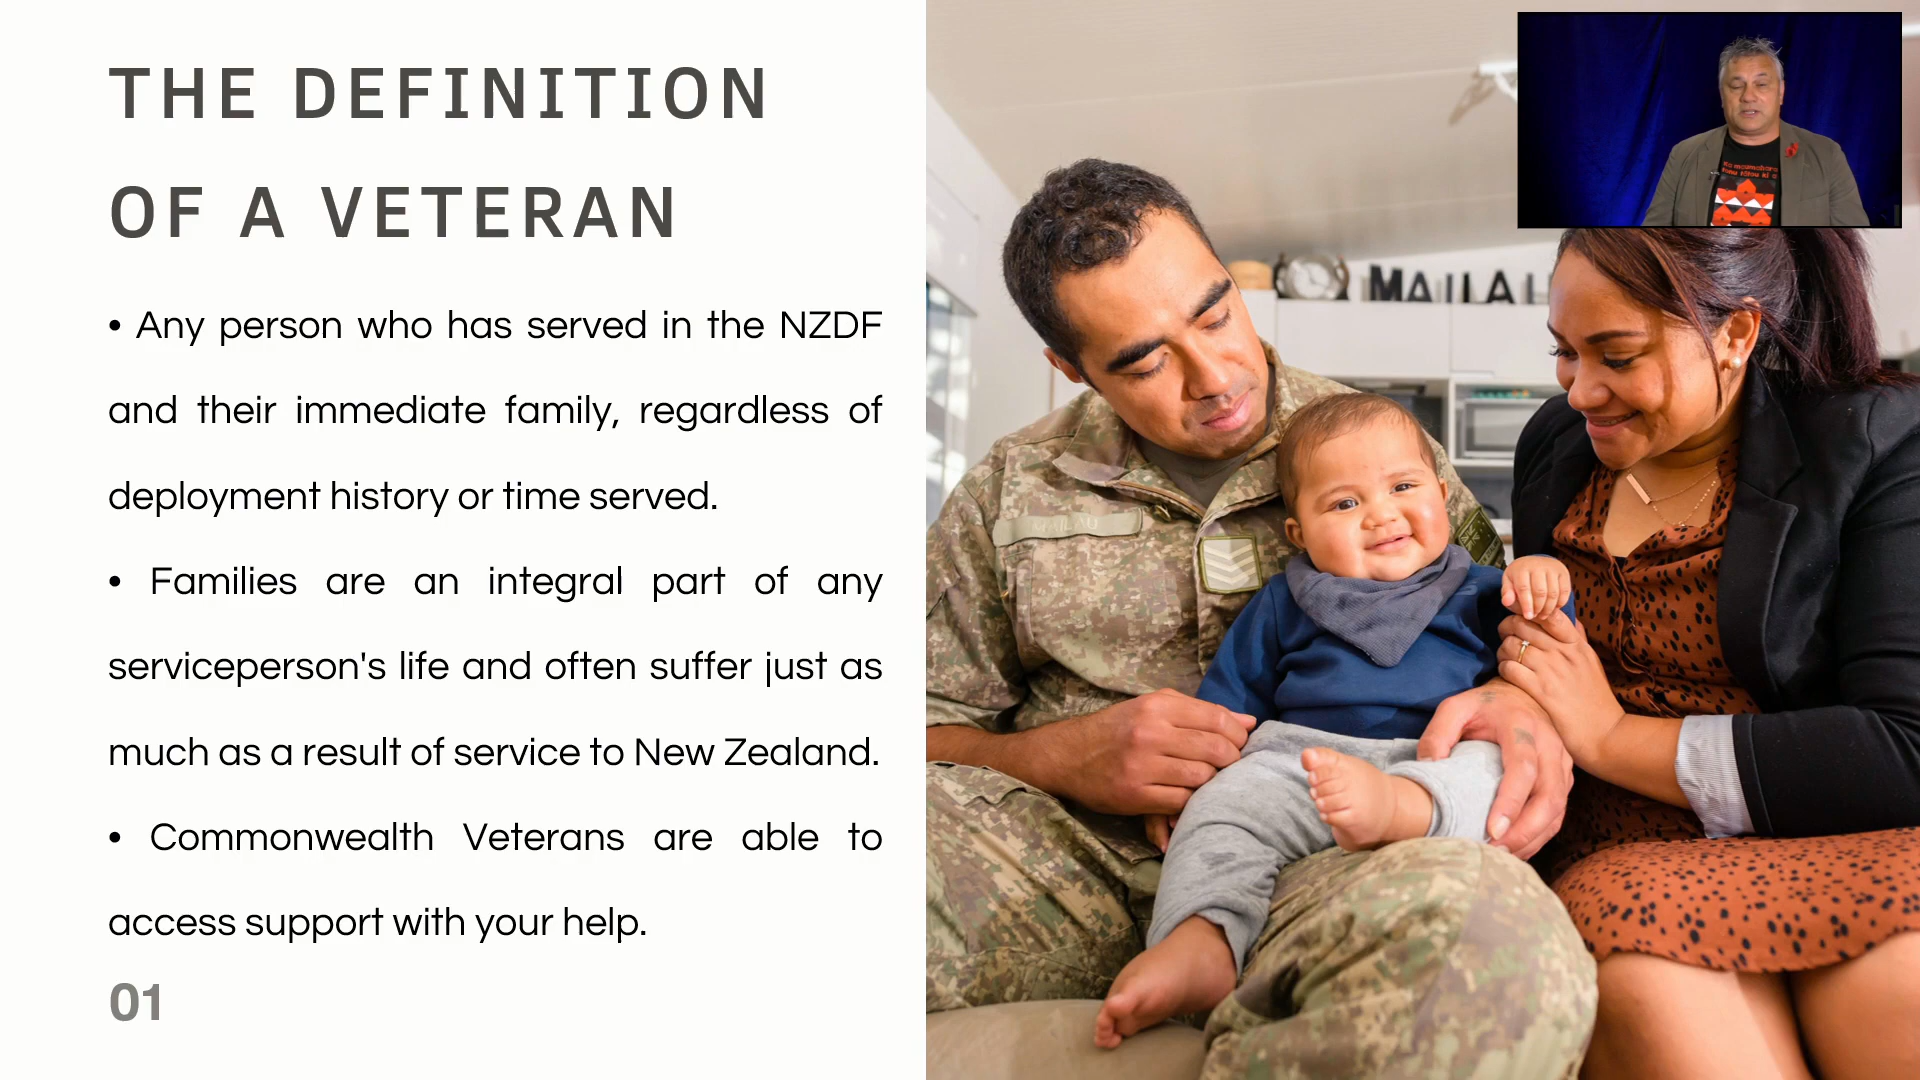 THE DEFINITION
OF A VETERAN
• Any person who has served in the NZDF
and their immediate family, regardless of
deployment history or time served.
• Families are an integral part of any
serviceperson's life and often suffer just as
much as a result of service to New Zealand.
• Commonwealth Veterans are able to
access support with your help.
01
MAILAU